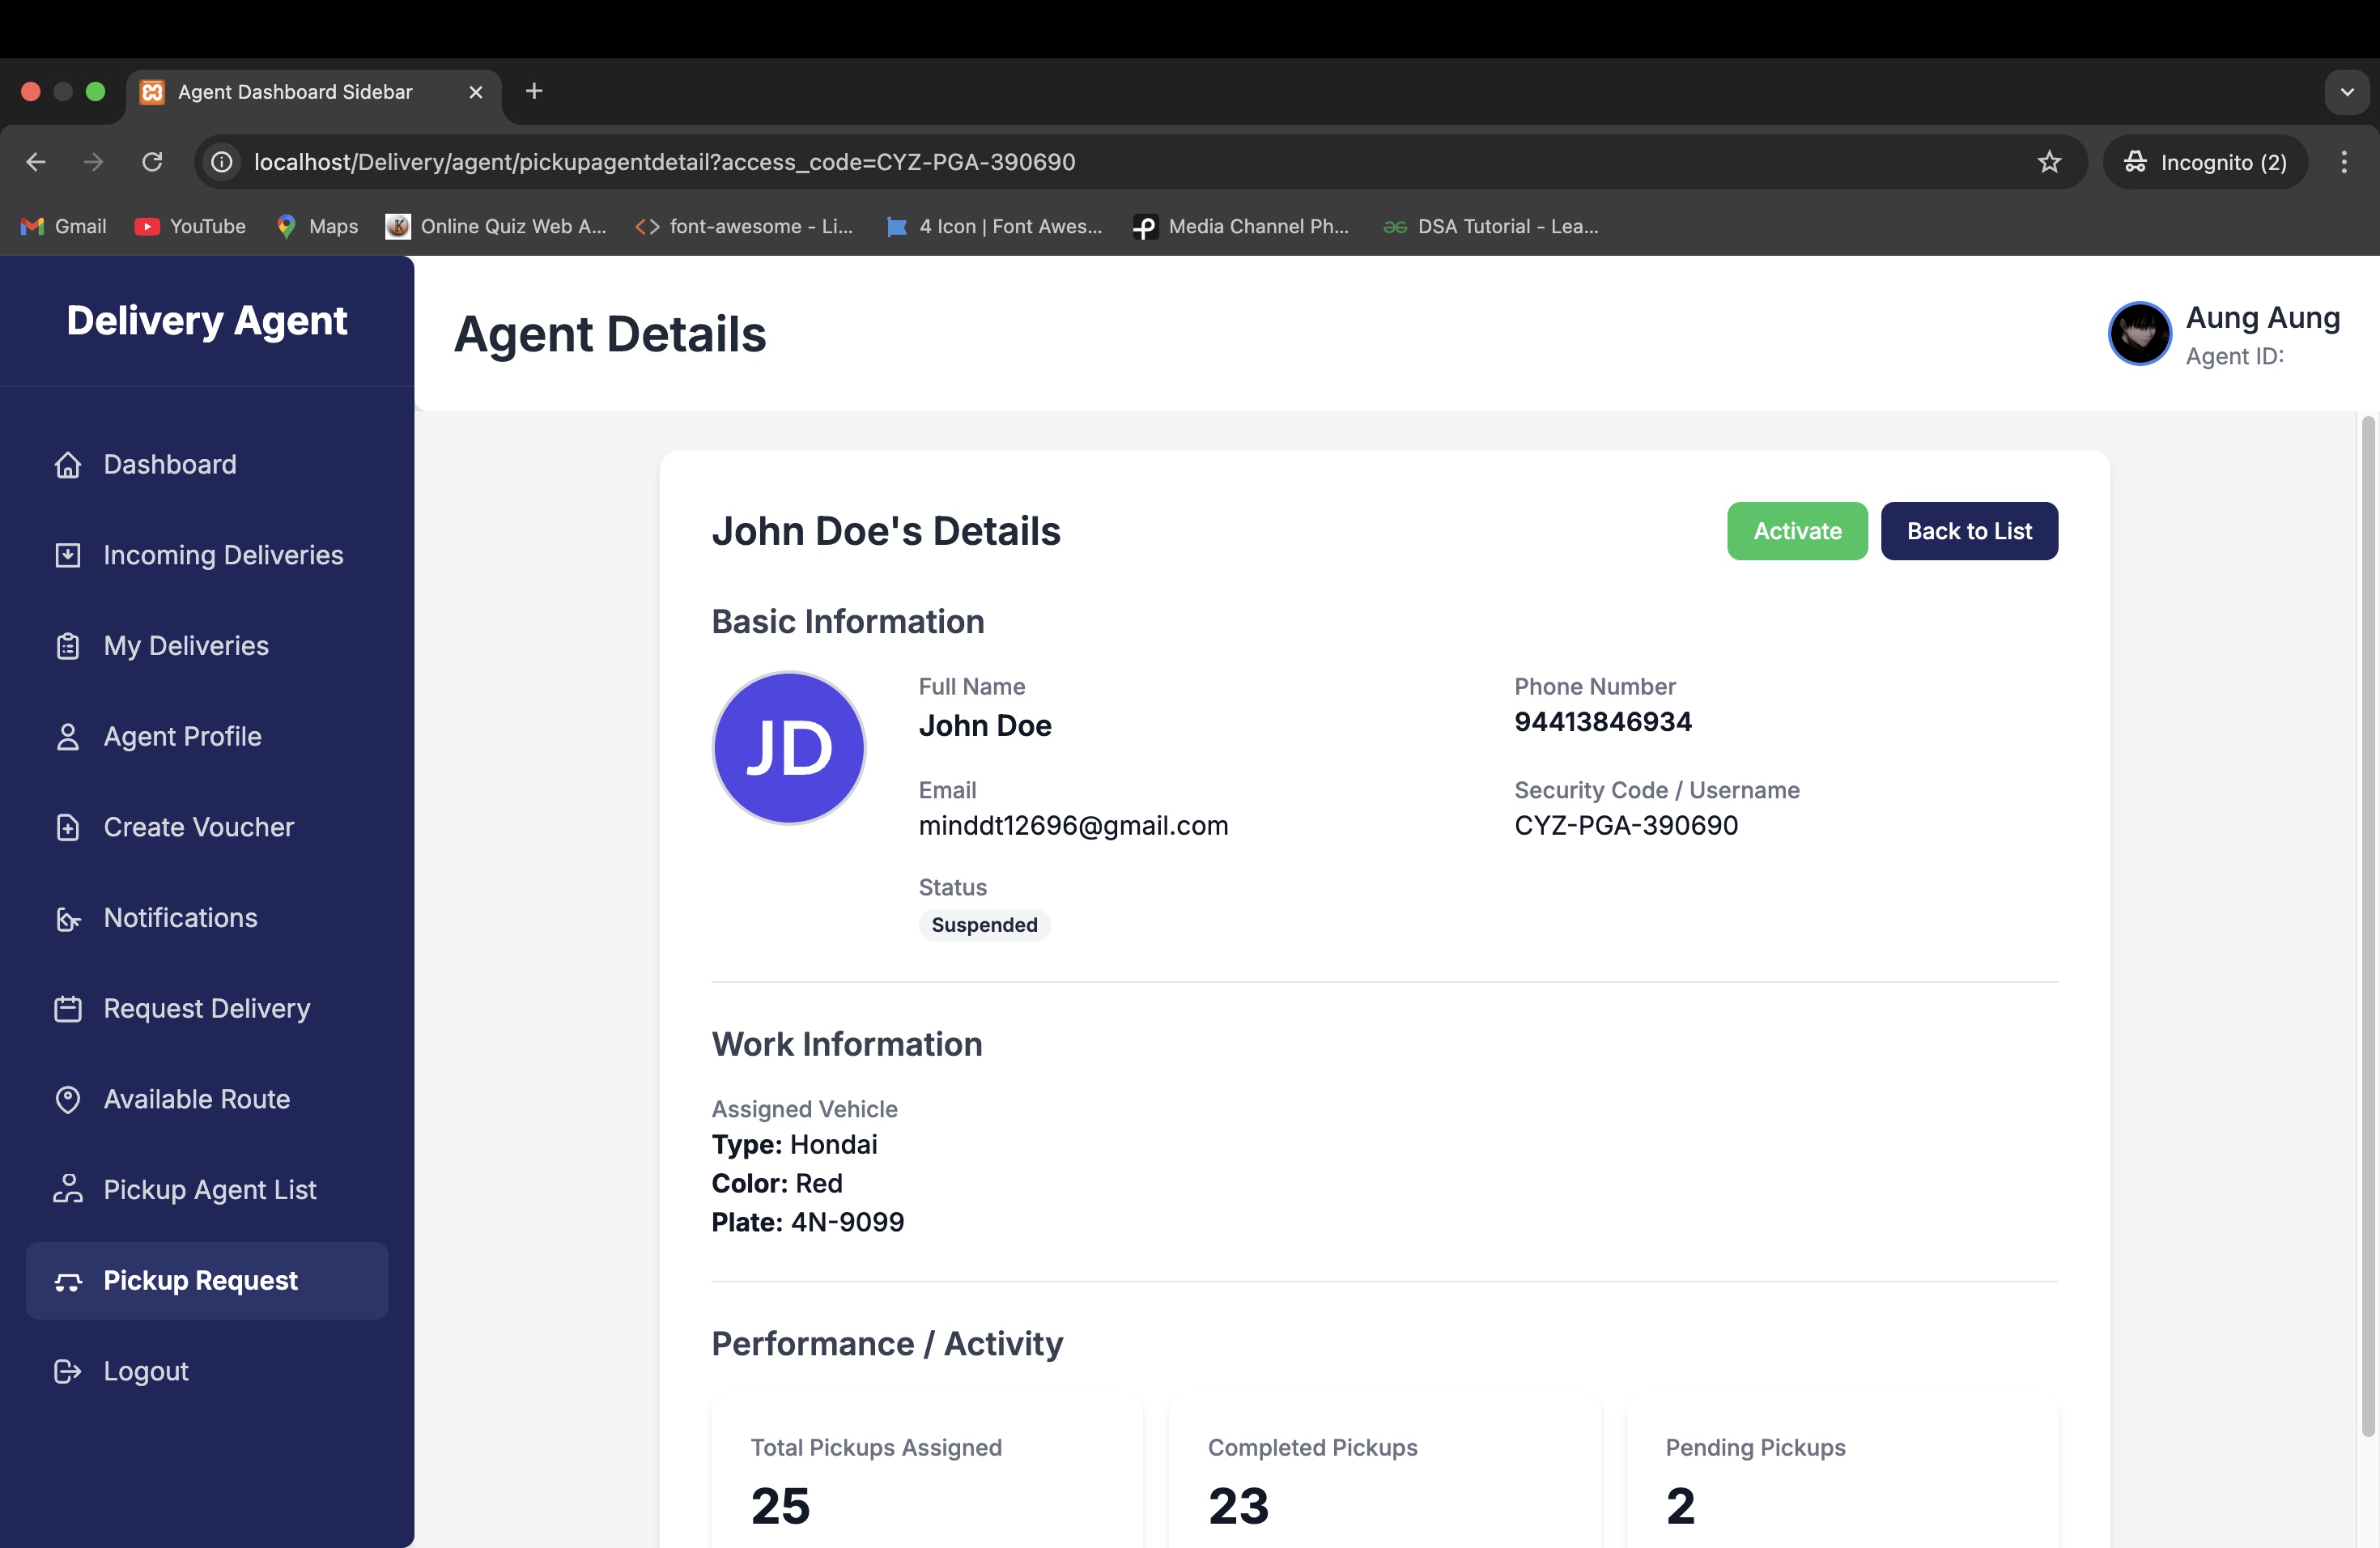 Agent Dashboard Sidebar
localhost/Delivery/agent/pickupagentdetail?access_code=CYZ-PGA-390690
Incognito (2)
Gmail
YouTube
Maps
Online Quiz Web A...
font-awesome - Li...
4 Icon | Font Awes...
Media Channel Ph...
DSA Tutorial - Lea...
Delivery Agent
Dashboard
Incoming Deliveries
My Deliveries
Agent Profile
Create Voucher
Notifications
Request Delivery
Available Route
Pickup Agent List
Pickup Request
Logout
Agent Details
Aung Aung
Agent ID:
John Doe's Details
Activate
Back to List
Basic Information
JD
Full Name
John Doe
Phone Number
94413846934
Email
minddt12696@gmail.com
Security Code / Username
CYZ-PGA-390690
Status
Suspended
Work Information
Assigned Vehicle
Type: Hondai
Color: Red
Plate: 4N-9099
Performance / Activity
Total Pickups Assigned
25
Completed Pickups
23
Pending Pickups
2